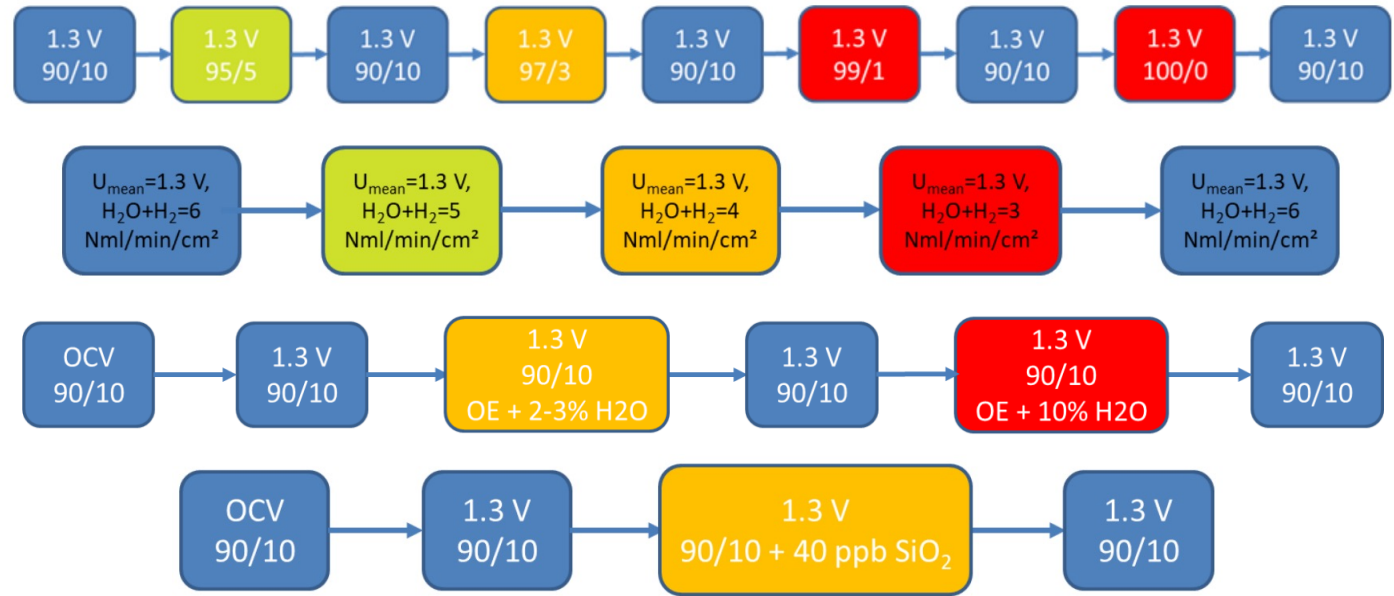 1.3 V
90/10
1.3 V
95/5
1.3 V
90/10
1.3 V
97/3
1.3 V
90/10
1.3 V
99/1
1.3 V
90/10
1.3 V
100/0
1.3 V
90/10
Uₘₑₐₙ=1.3 V,
H₂O+H₂=6
Nml/min/cm²
Uₘₑₐₙ=1.3 V,
H₂O+H₂=5
Nml/min/cm²
Uₘₑₐₙ=1.3 V,
H₂O+H₂=4
Nml/min/cm²
Uₘₑₐₙ=1.3 V,
H₂O+H₂=3
Nml/min/cm²
Uₘₑₐₙ=1.3 V,
H₂O+H₂=6
Nml/min/cm²
OCV
90/10
1.3 V
90/10
1.3 V
90/10
OE + 2-3% H2O
1.3 V
90/10
1.3 V
90/10
OE + 10% H2O
1.3 V
90/10
OCV
90/10
1.3 V
90/10
1.3 V
90/10 + 40 ppb SiO₂
1.3 V
90/10